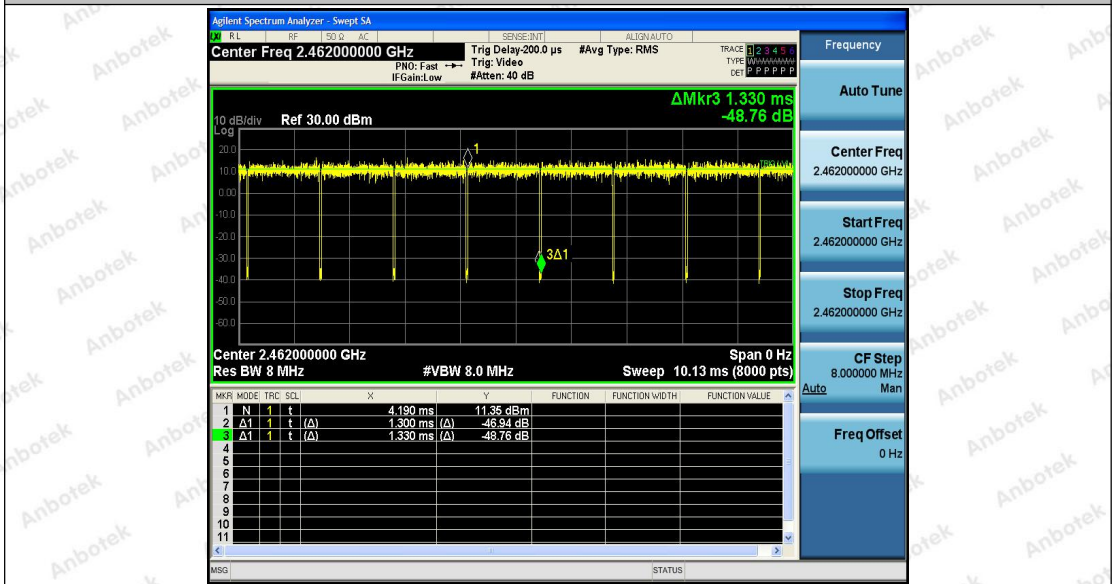 Agilent Spectrum Analyzer - Swept SA
LXI RL RF 50 Ω AC SENSE:INT ALIGNAUTO
Center Freq 2.462000000 GHz
PNO: Fast
IFGain:Low
Trig Delay-200.0 µs #Avg Type: RMS
Trig: Video
#Atten: 40 dB
TRACE 1 2 3 4 5 6
TYPE
DET P P P P P P
ΔMkr3 1.330 ms
-48.76 dB
10 dB/div Ref 30.00 dBm
Log
20.0
10.0
0.00
-10.0
-20.0
-30.0
-40.0
-50.0
-60.0
1
3Δ1
Center 2.462000000 GHz Span 0 Hz
Res BW 8 MHz #VBW 8.0 MHz Sweep 10.13 ms (8000 pts)
MKR MODE TRC SCL X Y FUNCTION FUNCTION WIDTH FUNCTION VALUE
1 N 1 t 4.190 ms 11.35 dBm
2 Δ1 1 t (Δ) 1.300 ms (Δ) -46.94 dB
3 Δ1 1 t (Δ) 1.330 ms (Δ) -48.76 dB
4
5
6
7
8
9
10
11
MSG STATUS
Frequency
Auto Tune
Center Freq
2.462000000 GHz
Start Freq
2.462000000 GHz
Stop Freq
2.462000000 GHz
CF Step
8.000000 MHz
Auto Man
Freq Offset
0 Hz
Anbotek